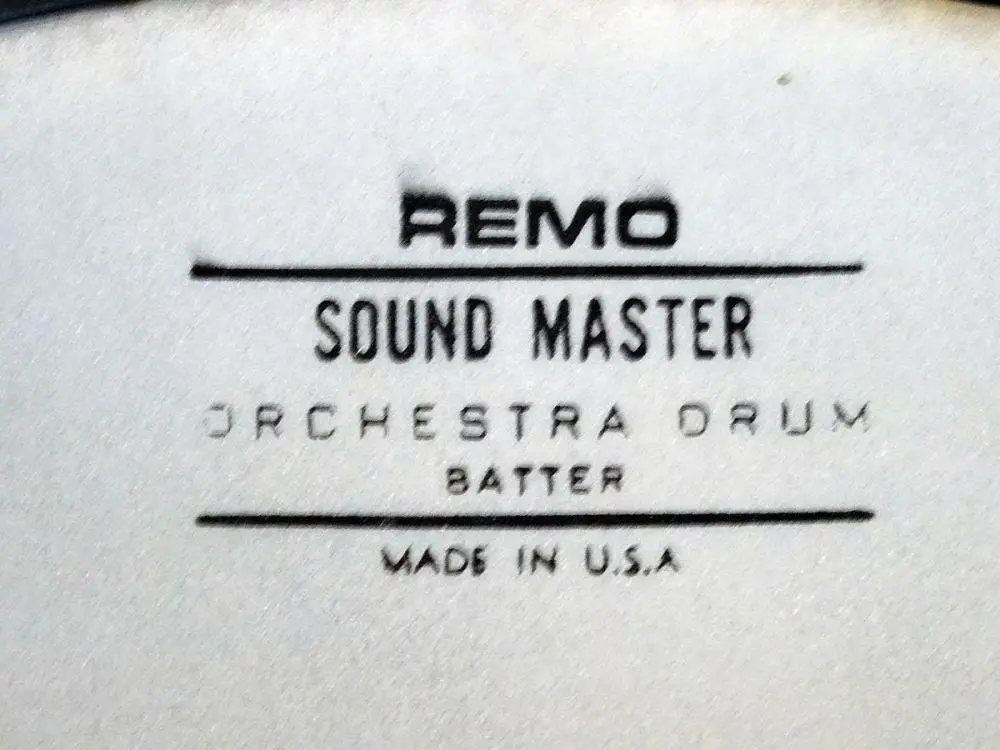 REMO
SOUND MASTER
ORCHESTRA DRUM
BATTER
MADE IN U.S.A